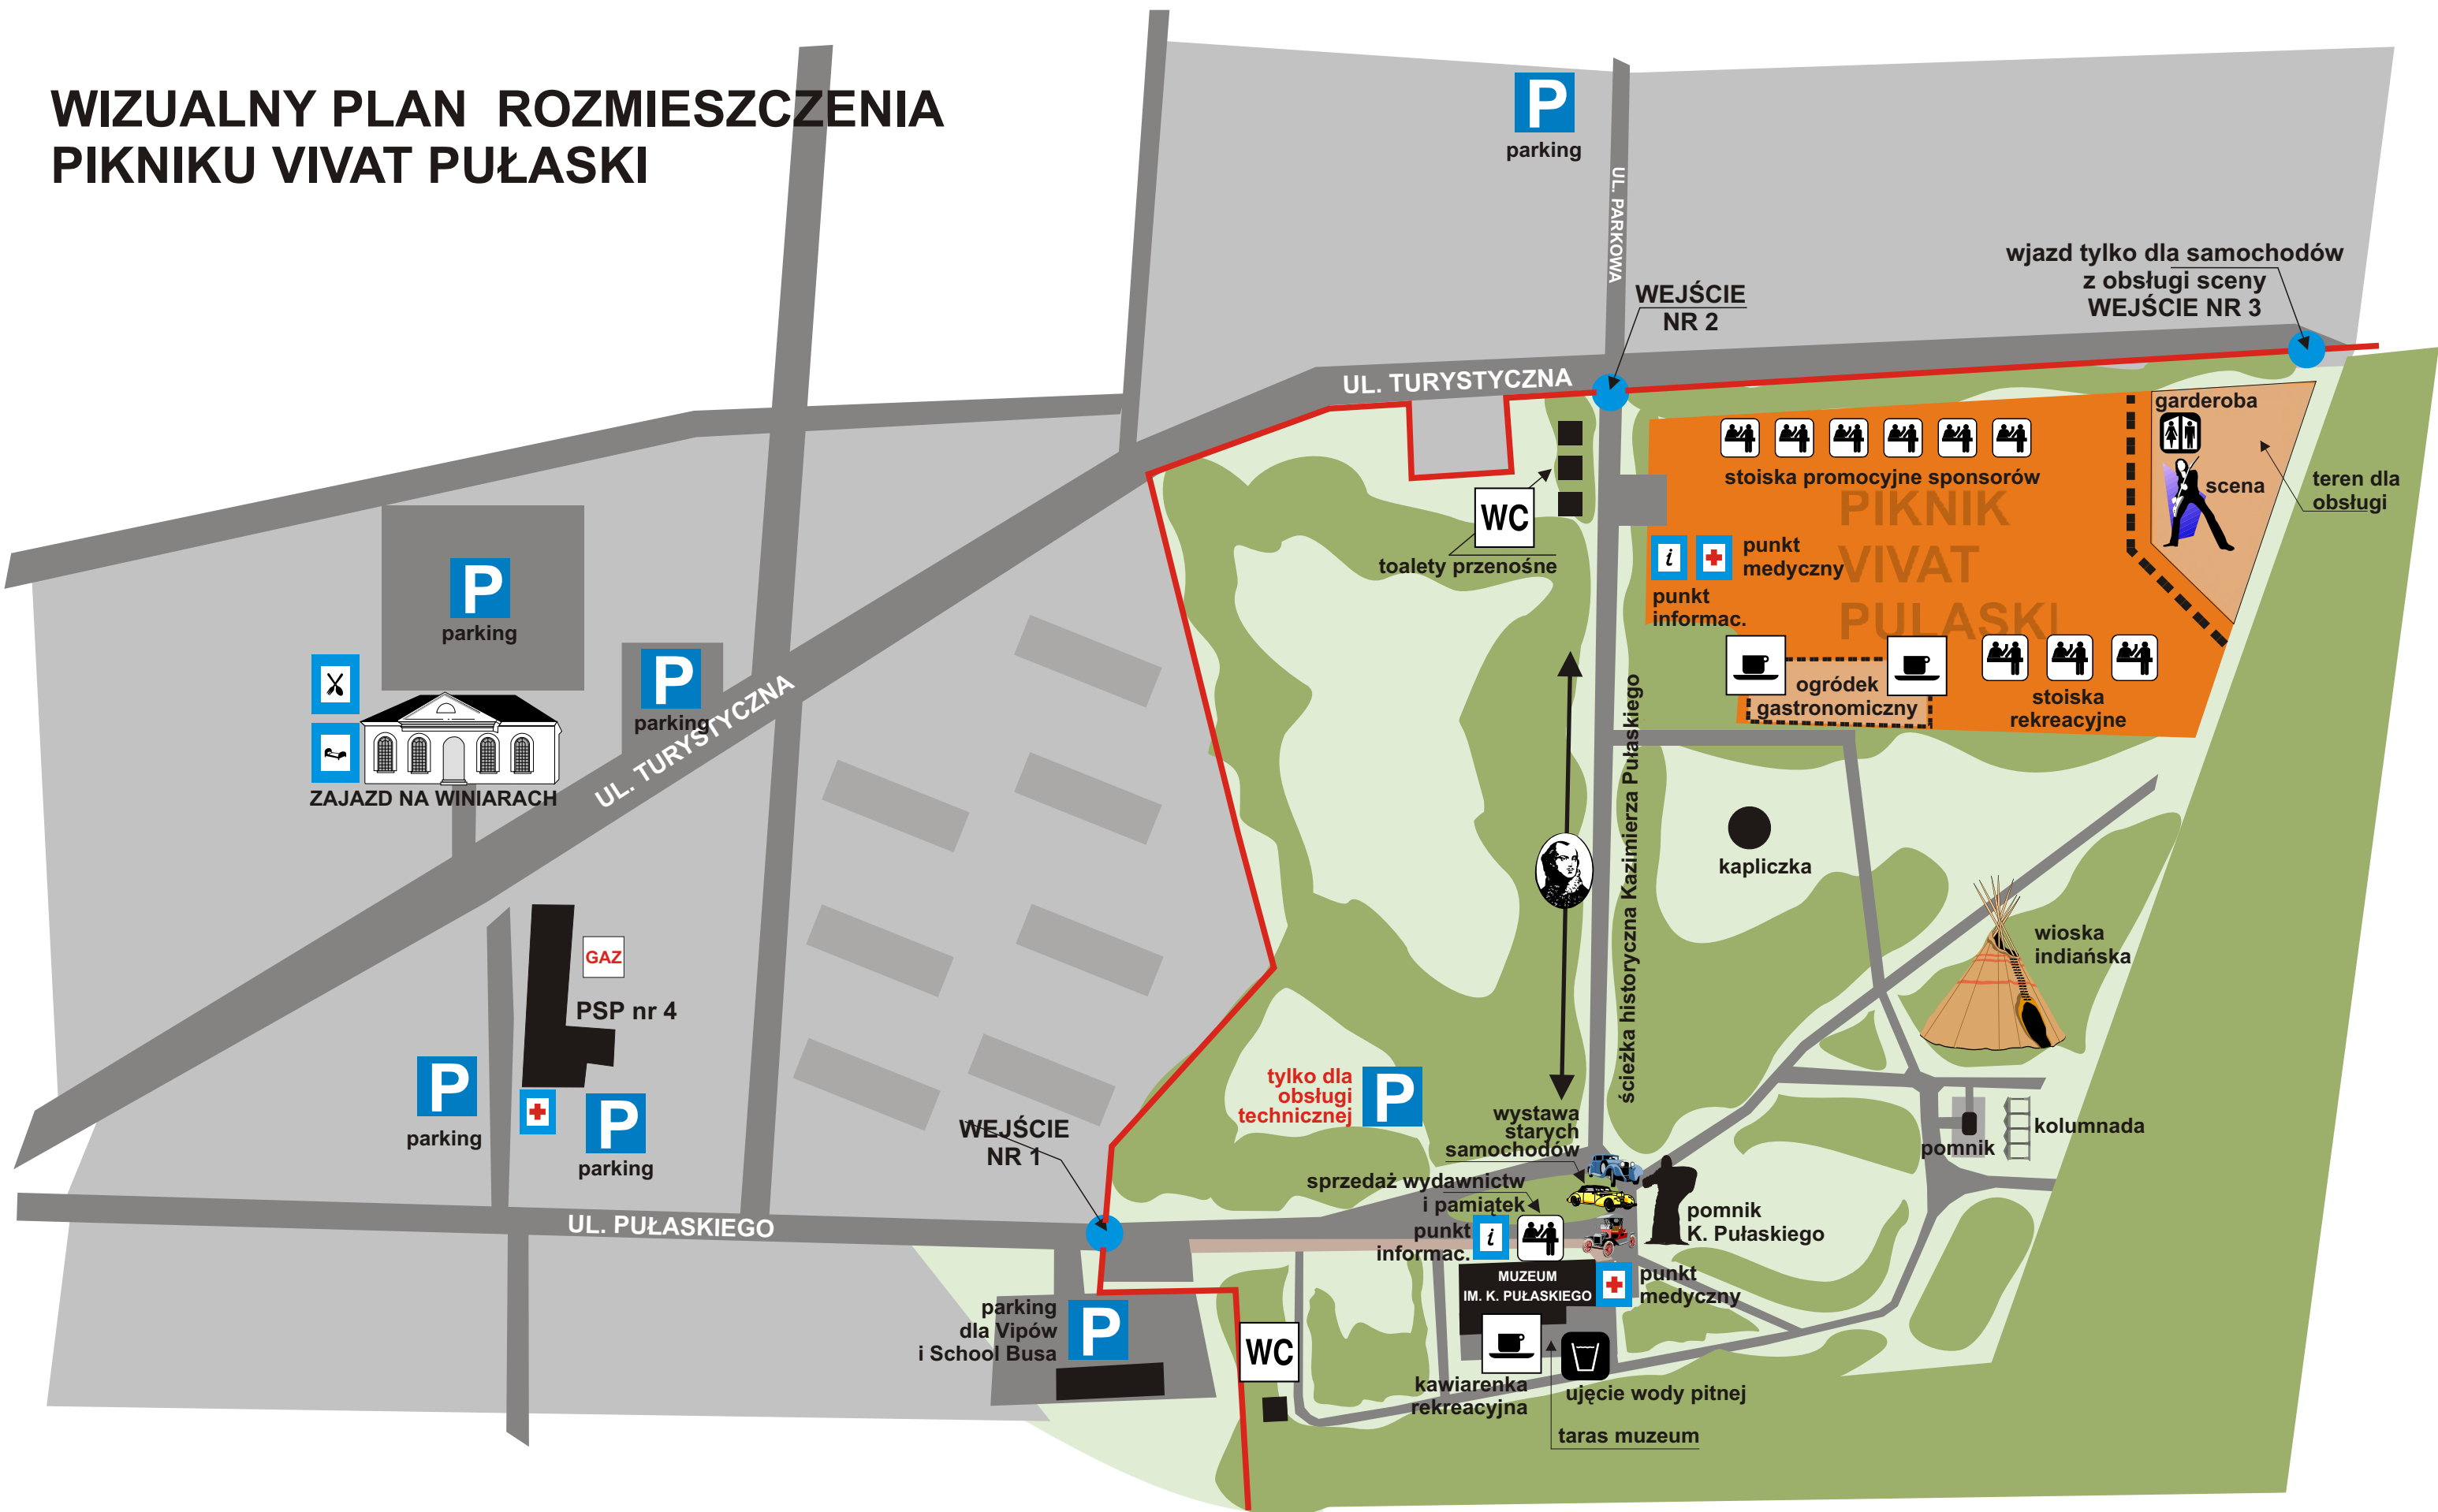 WIZUALNY PLAN ROZMIESZCZENIA
PIKNIKU VIVAT PUŁASKI
P
parking
UL. PARKOWA
wjazd tylko dla samochodów
z obsługi sceny
WEJŚCIE NR 3
WEJŚCIE
NR 2
UL. TURYSTYCZNA
garderoba
scena
teren dla
obsługi
stoiska promocyjne sponsorów
PIKNIK
VIVAT
PULASKI
WC
toalety przenośne
i
punkt
medyczny
punkt
informac.
ogródek
gastronomiczny
stoiska
rekreacyjne
P
parking
P
parking
ZAJAZD NA WINIARACH
UL. TURYSTYCZNA
ścieżka historyczna Kazimierza Pułaskiego
kapliczka
wioska
indiańska
GAZ
PSP nr 4
P
parking
P
parking
tylko dla
obsługi
technicznej
P
WEJŚCIE
NR 1
wystawa
starych
samochodów
sprzedaż wydawnictw
i pamiątek
punkt
informac.
i
pomnik
kolumnada
pomnik
K. Pułaskiego
UL. PUŁASKIEGO
MUZEUM
IM. K. PUŁASKIEGO
punkt
medyczny
parking
dla Vipów
i School Busa
P
WC
kawiarenka
rekreacyjna
ujęcie wody pitnej
taras muzeum